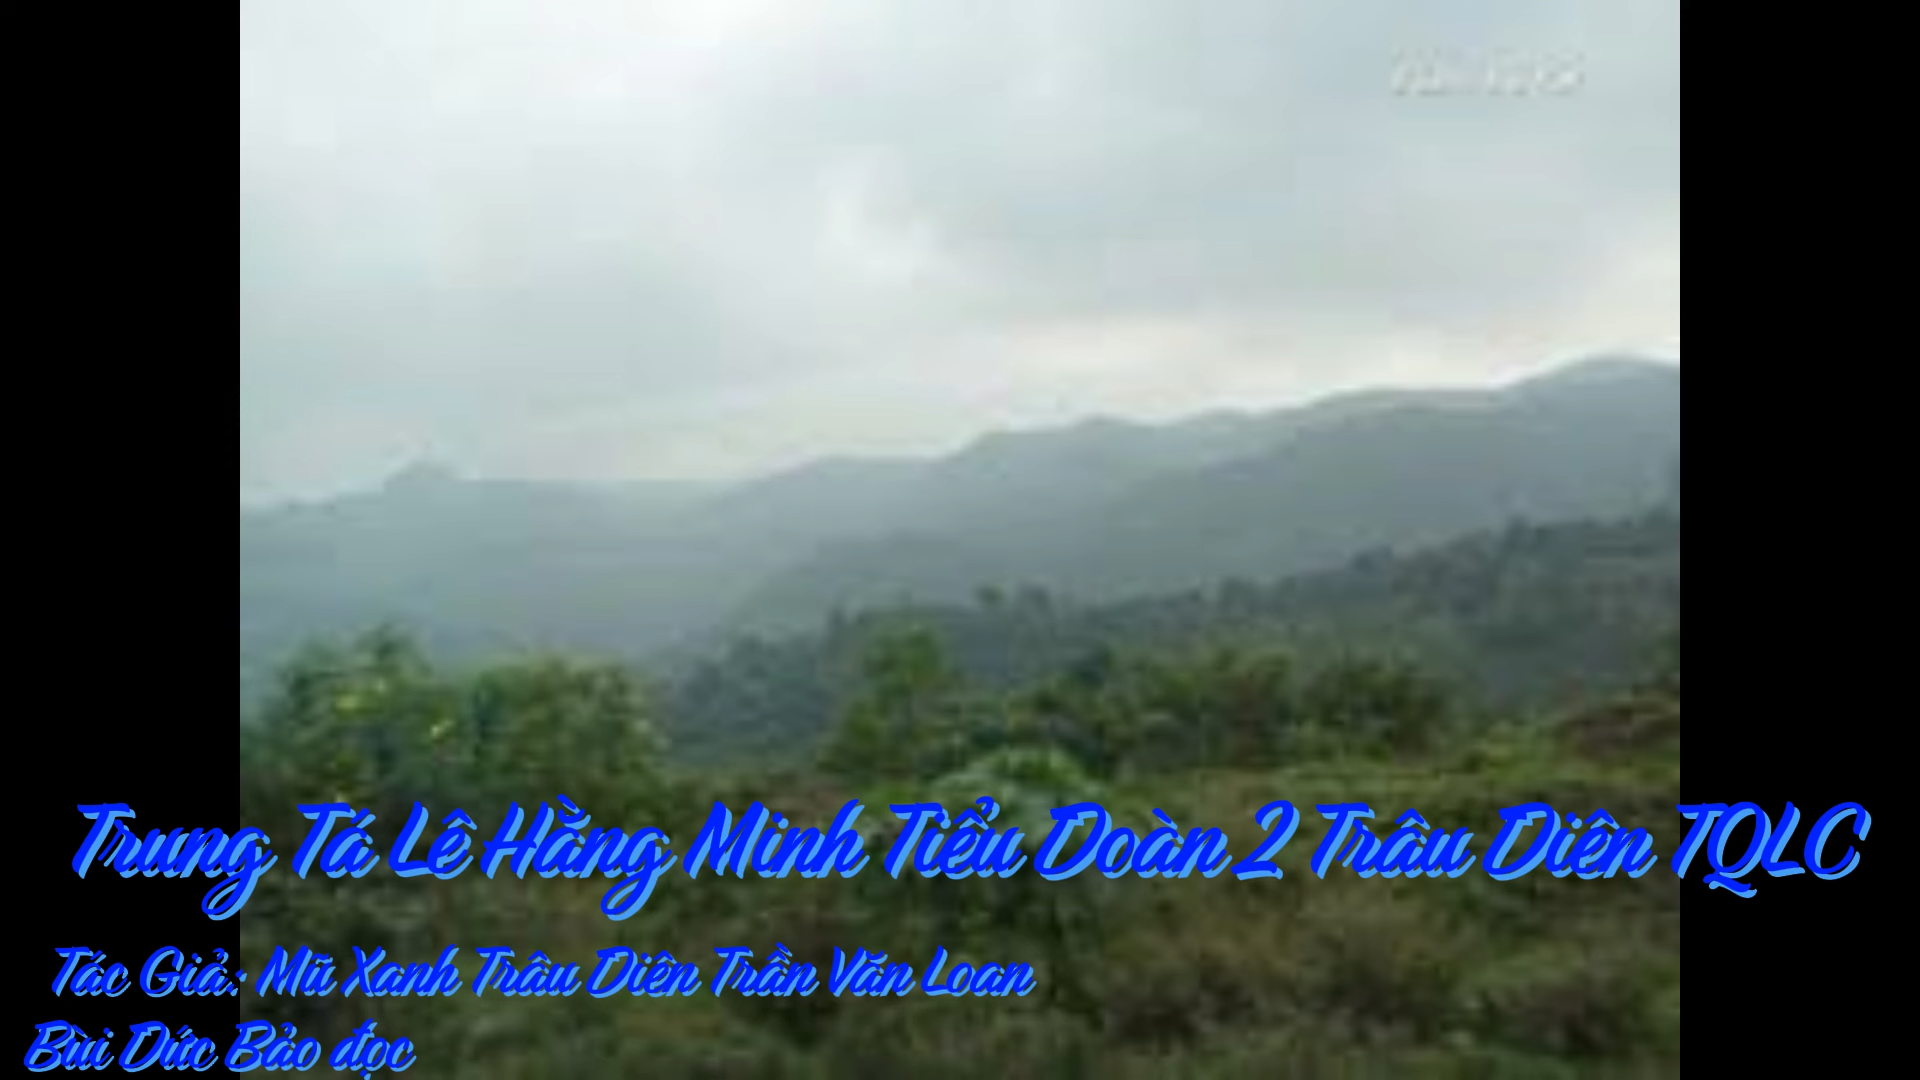 Trung Tá Lê Hằng Minh Tiểu Đoàn 2 Trâu Điên TQLC
Tác Giả: Mũ Xanh Trâu Điên Trần Văn Loan
Bùi Đức Bảo đọc